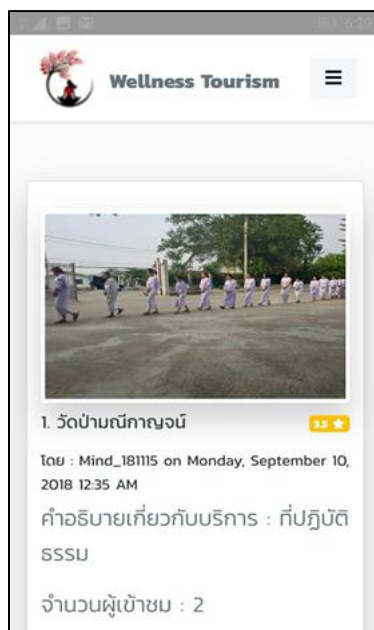 6:29
Wellness Tourism
1. วัดป่ามณีกาญจน์
3.5
โดย : Mind_181115 on Monday, September 10,
2018 12:35 AM
คำอธิบายเกี่ยวกับบริการ : ที่ปฏิบัติ
ธรรม
จำนวนผู้เข้าชม : 2